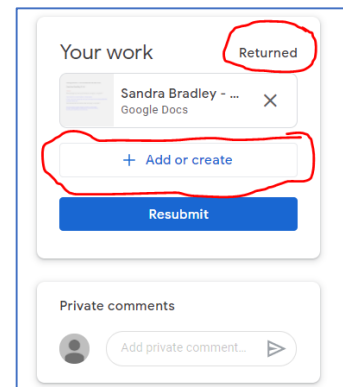 Your work
Returned
Sandra Bradley - ...
Google Docs
+ Add or create
Resubmit
Private comments
Add private comment...